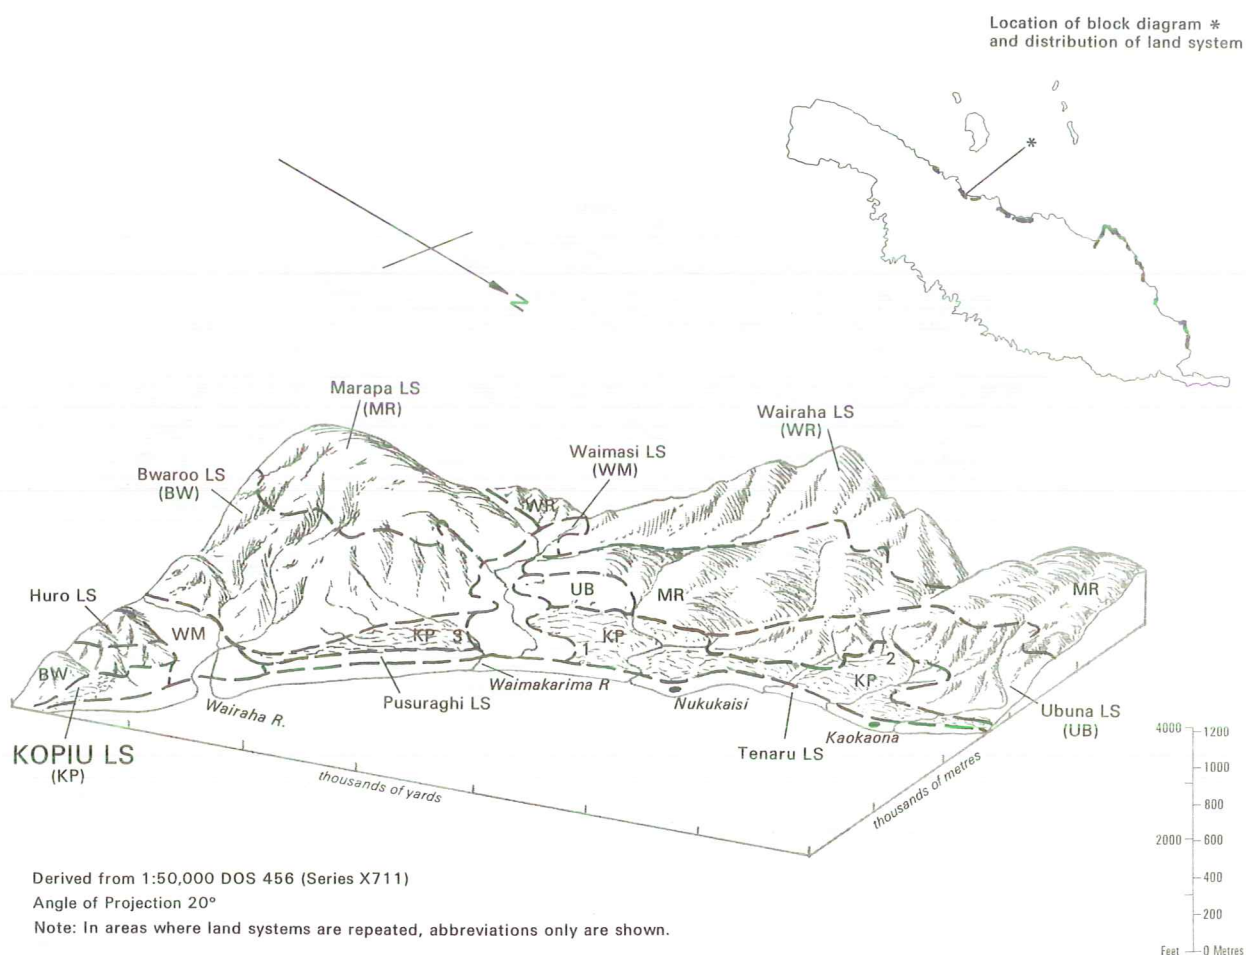 Location of block diagram *
and distribution of land system
*
N
Marapa LS
(MR)
Wairaha LS
(WR)
Waimasi LS
(WM)
Bwaroo LS
(BW)
WR
Huro LS
UB
MR
MR
WM
KP 3
KP
1
2
2
BW
KP
Wairaha R.
Pusuraghi LS
Waimakarima R
Nukukaisi
Kaokaona
Ubuna LS
(UB)
Tenaru LS
KOPIU LS
(KP)
thousands of yards
thousands of metres
4000 1200
1000
800
2000 600
400
200
Feet 0 Metres
Derived from 1:50,000 DOS 456 (Series X711)
Angle of Projection 20°
Note: In areas where land systems are repeated, abbreviations only are shown.